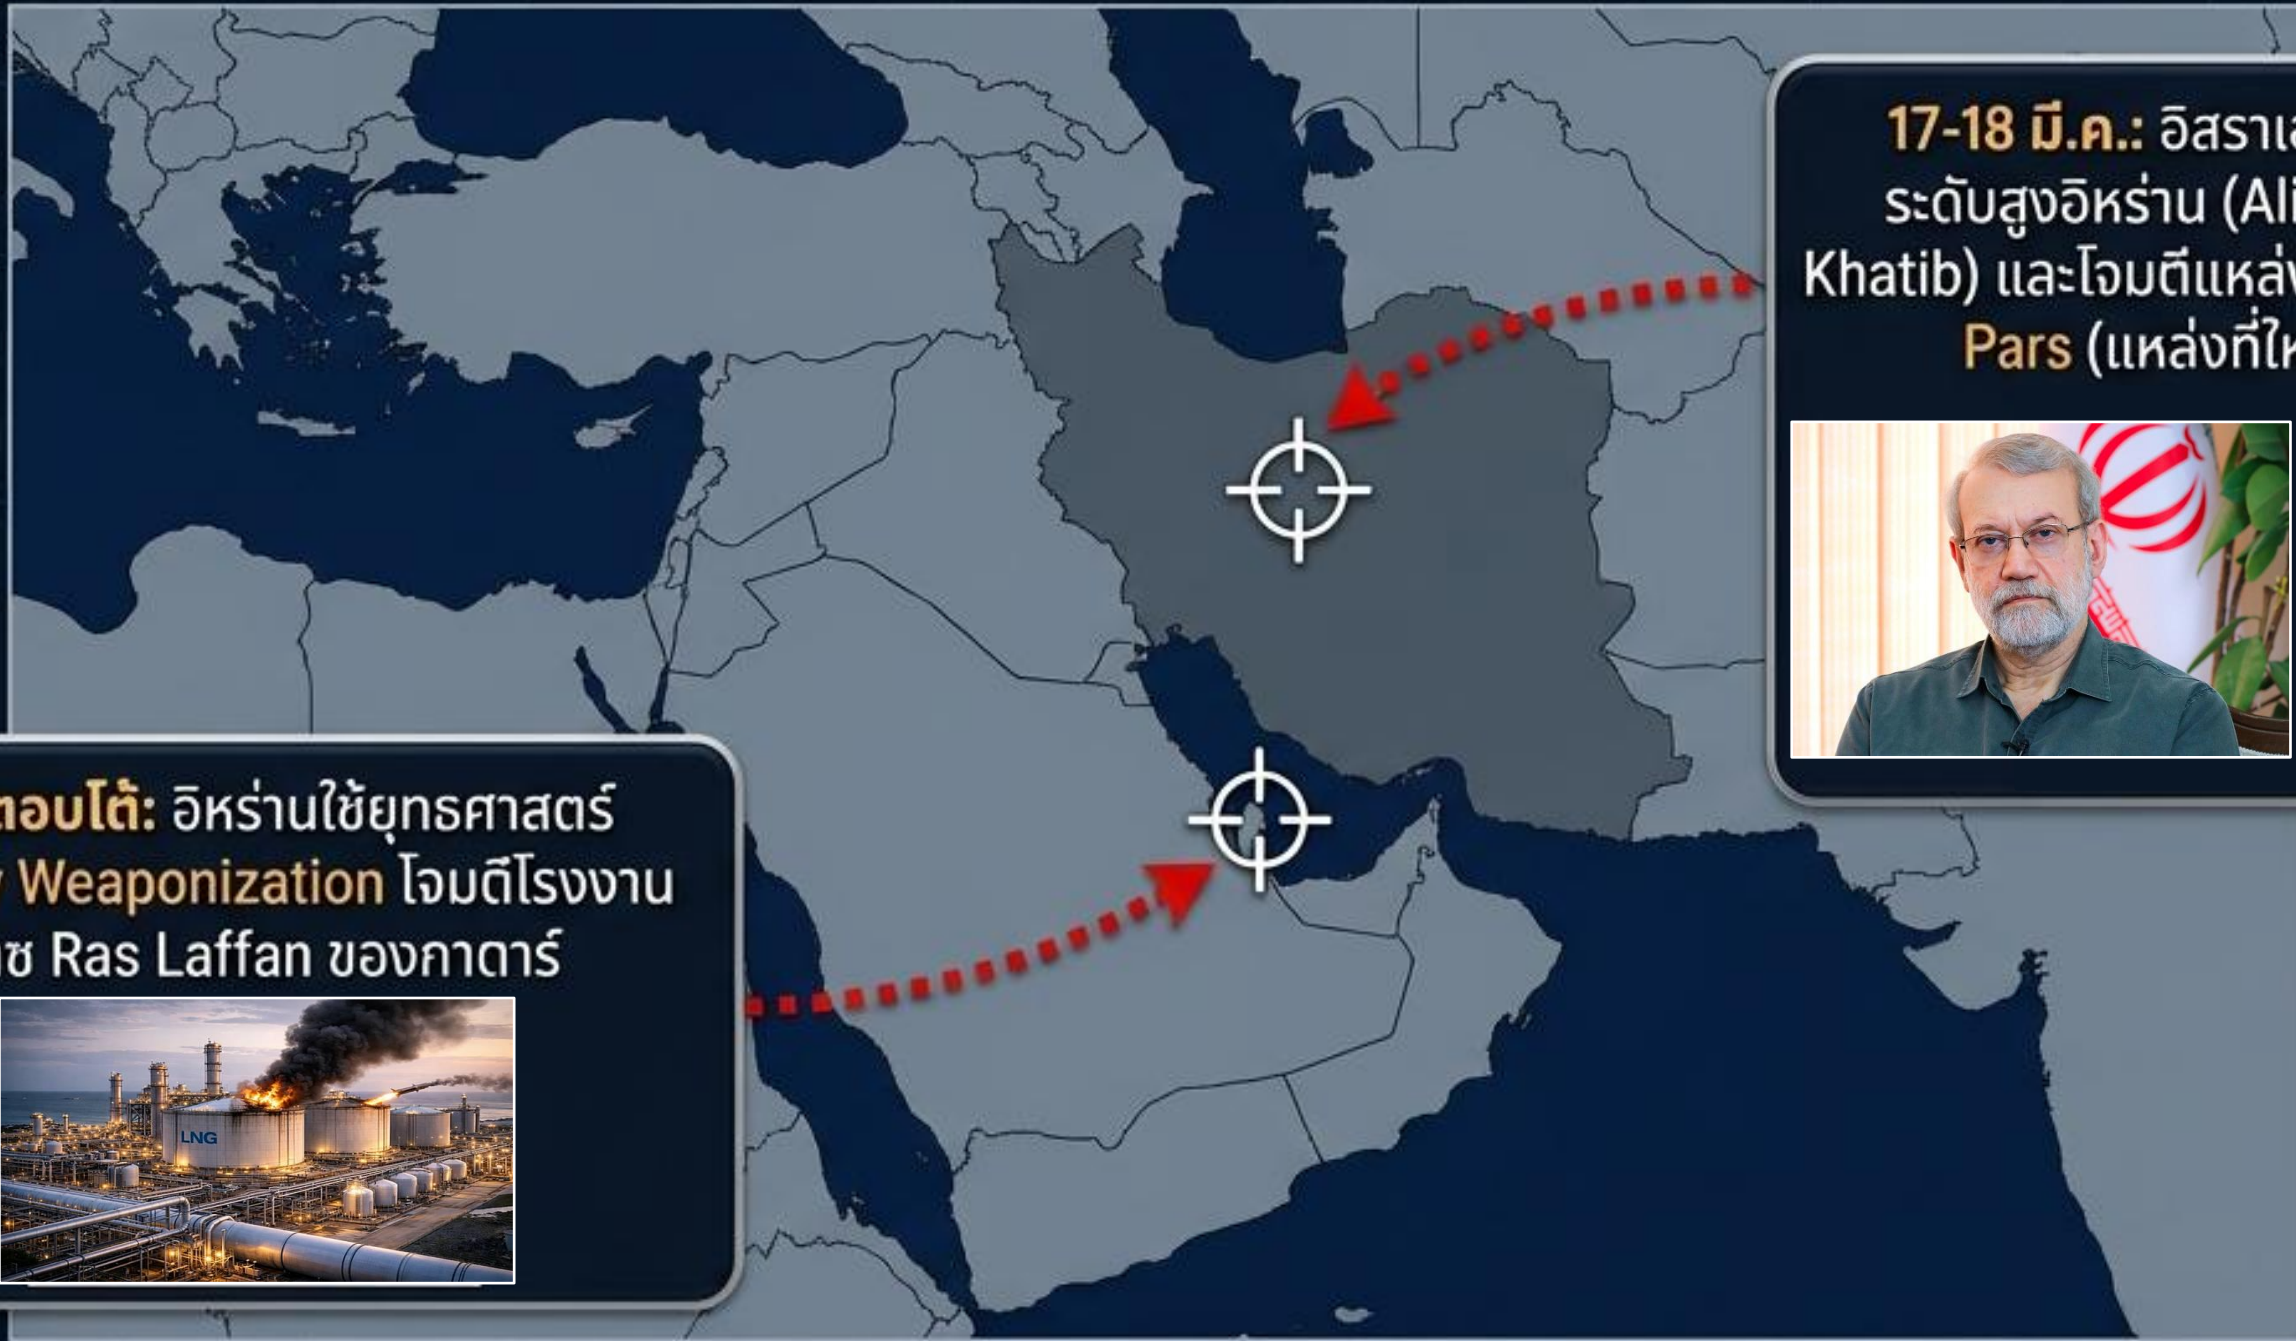 17-18 มี.ค.: อิสราเ
ระดับสูงอิหร่าน (Ali
Khatib) และโจมตีแหล่
Pars (แหล่งที่ให
ตอบโต้: อิหร่านใช้ยุทธศาสตร์
Weaponization โจมตีโรงงาน
ซ Ras Laffan ของกาตาร์
LNG